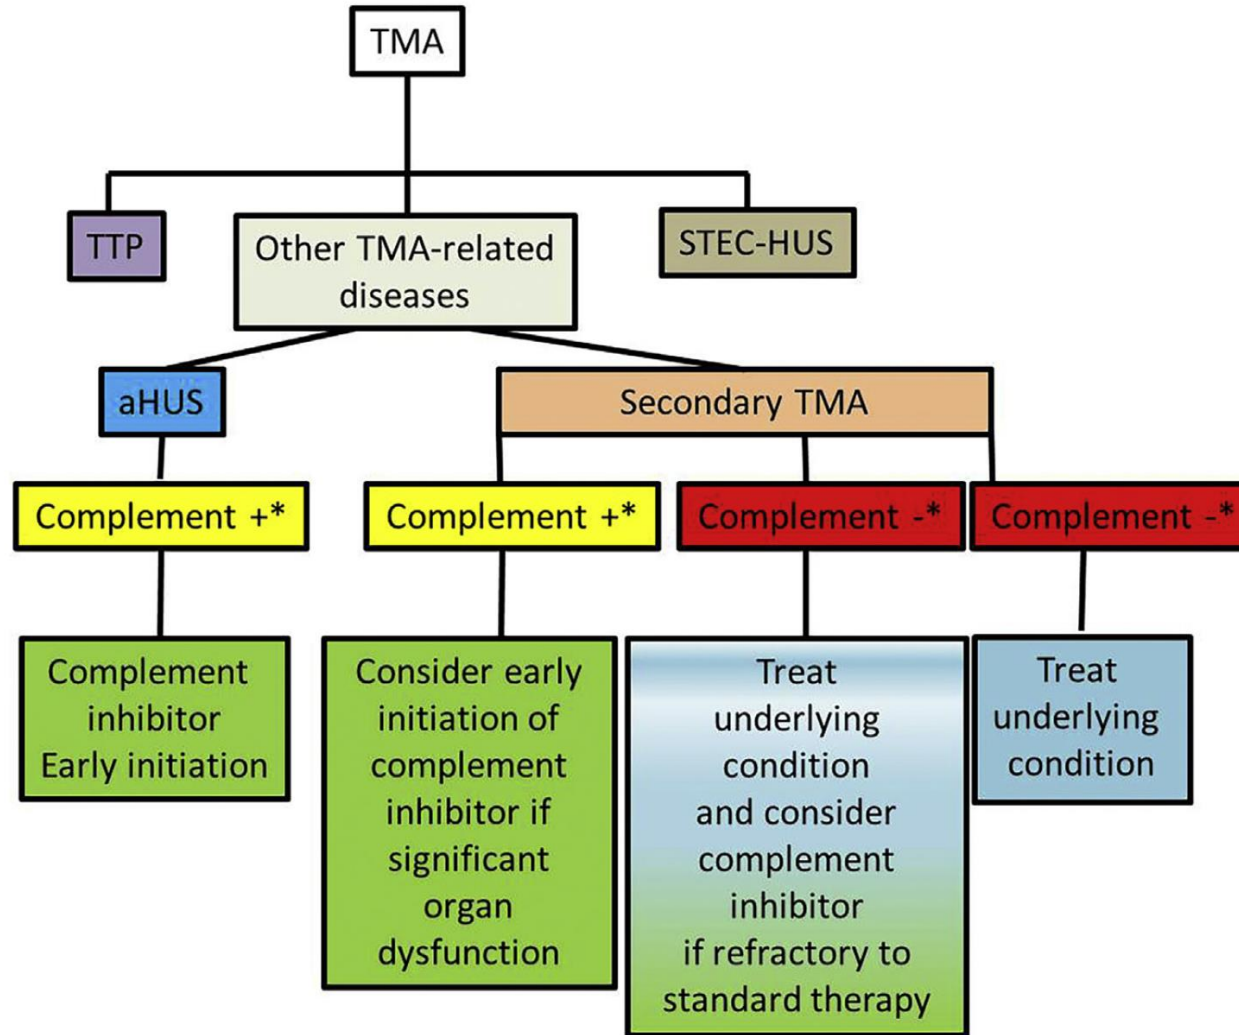 TMA
TTP
Other TMA-related
diseases
STEC-HUS
aHUS
Secondary TMA
Complement +*
Complement +*
Complement -*
Complement -*
Complement
inhibitor
Early initiation
Consider early
initiation of
complement
inhibitor if
significant
organ
dysfunction
Treat
underlying
condition
and consider
complement
inhibitor
if refractory to
standard therapy
Treat
underlying
condition